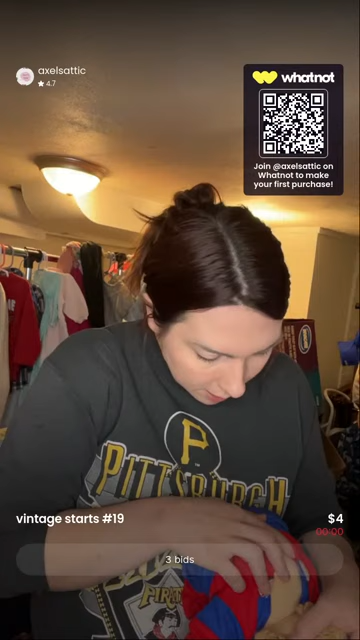 axelsattic
★ 4.7
whatnot
Join @axelsattic on
Whatnot to make
your first purchase!
P
PITTSBURGH
PIRATES
vintage starts #19
$4
00:00
3 bids